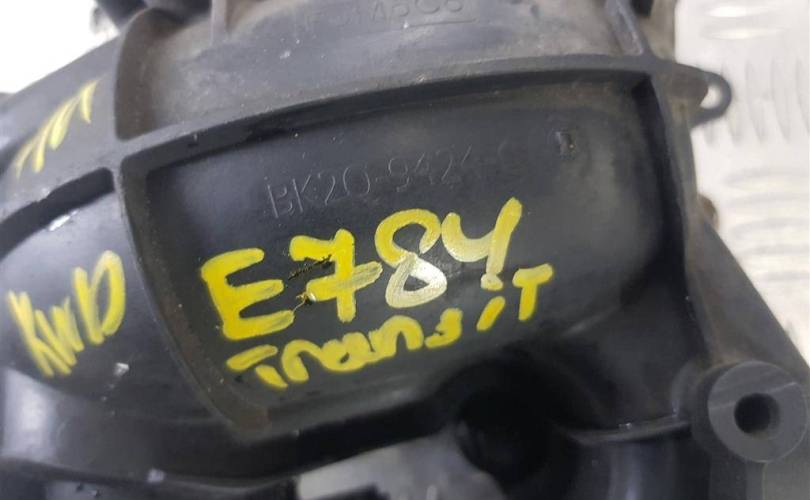 BK2Q-9424-C
E784
Transit
KWD